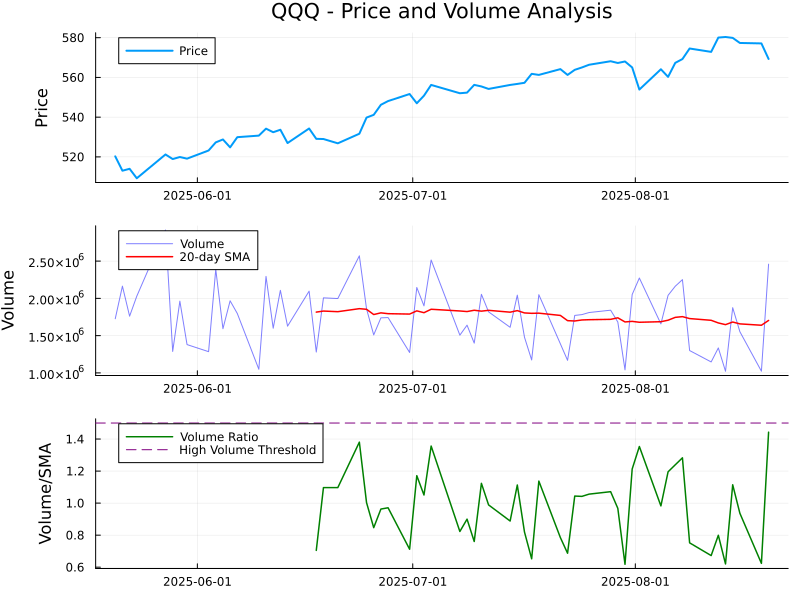 QQQ - Price and Volume Analysis
Price
580
560
540
520
Price
2025-06-01
2025-07-01
2025-08-01
Volume
20-day SMA
2.50×10⁶
2.00×10⁶
1.50×10⁶
1.00×10⁶
Volume
2025-06-01
2025-07-01
2025-08-01
Volume Ratio
High Volume Threshold
1.4
1.2
1.0
0.8
0.6
Volume/SMA
2025-06-01
2025-07-01
2025-08-01